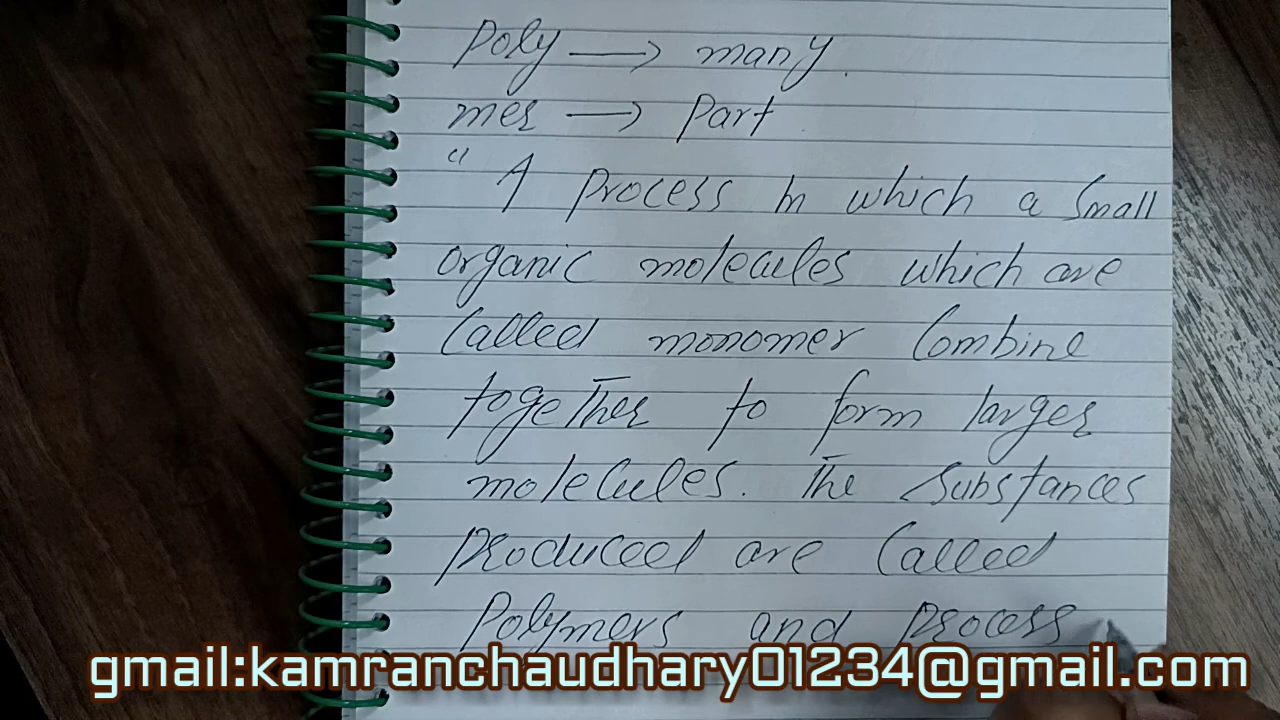 Poly → many.
mer → Part
" A Process in which a small
organic molecules which are
called monomer combine
together to form larger
molecules. The Substances
produced are called
Polymers and process
gmail:kamranchaudhary01234@gmail.com